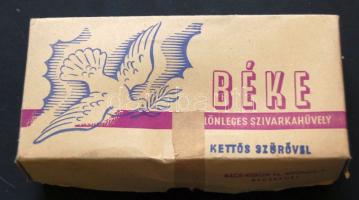 BÉKE
LÖNLEGES SZIVARKAHÜVELY
KETTŐS SZŰRŐVEL